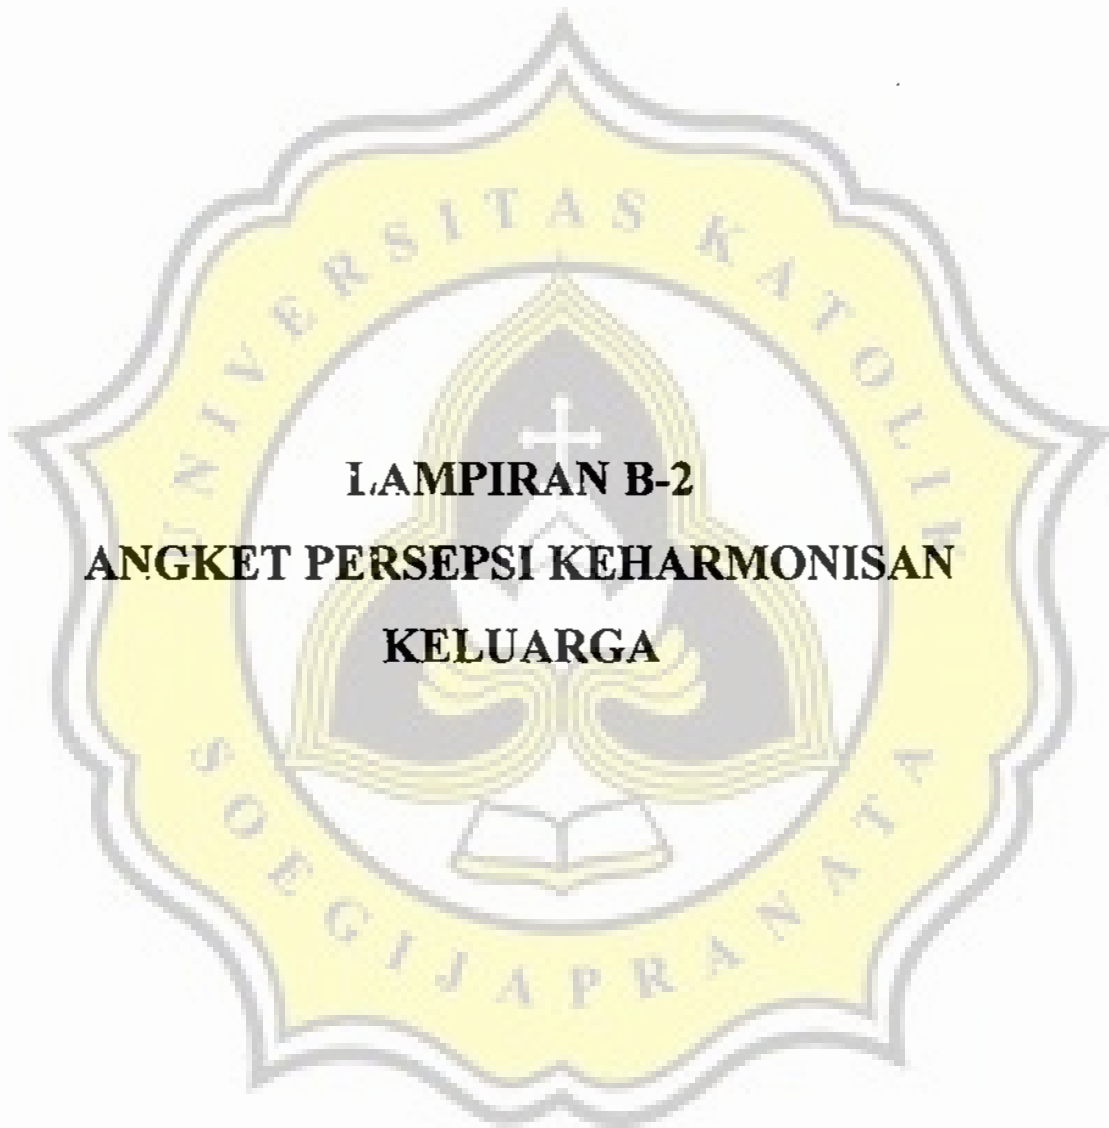 UNIVERSITAS KATOLIK
LAMPIRAN B-2
ANGKET PERSEPSI KEHARMONISAN
KELUARGA
SOEGIJAPRANATA